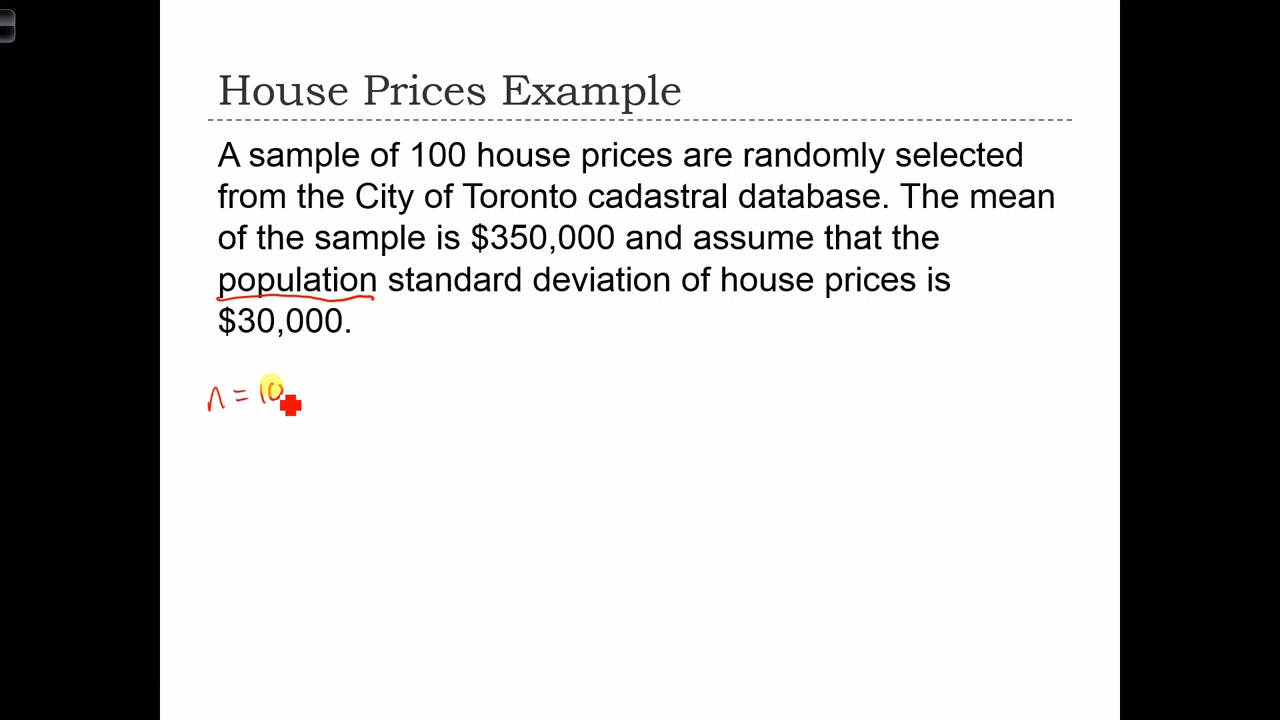 House Prices Example
A sample of 100 house prices are randomly selected
from the City of Toronto cadastral database. The mean
of the sample is $350,000 and assume that the
population standard deviation of house prices is
$30,000.
n = 10